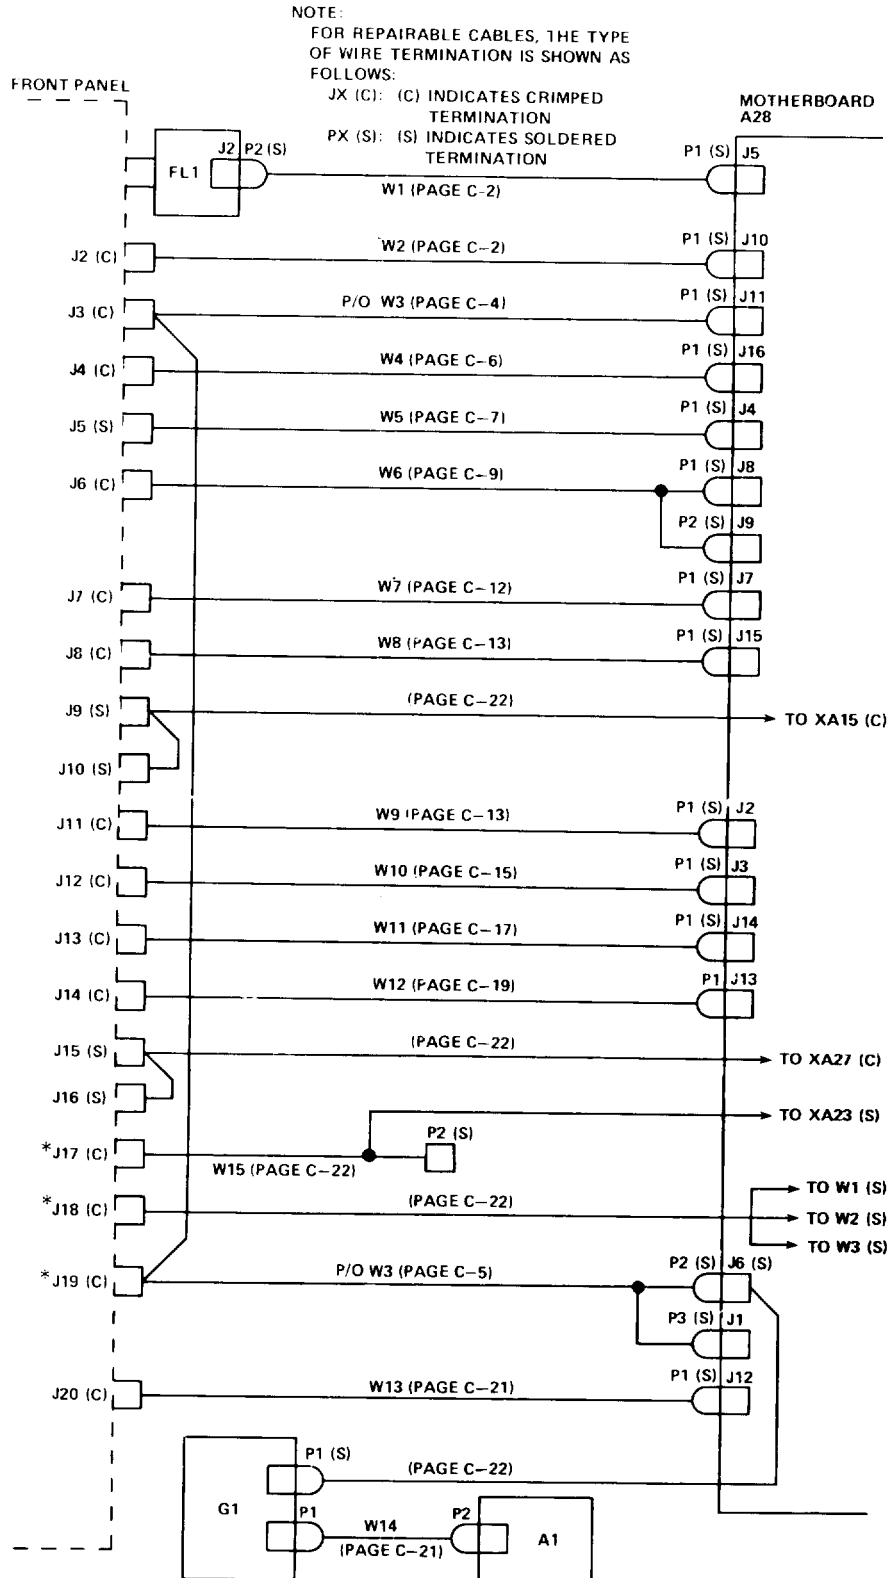 NOTE:
FOR REPAIRABLE CABLES, THE TYPE
OF WIRE TERMINATION IS SHOWN AS
FOLLOWS:
JX (C): (C) INDICATES CRIMPED
TERMINATION
PX (S): (S) INDICATES SOLDERED
TERMINATION
FRONT PANEL
MOTHERBOARD
A28
FL1 J2 P2 (S) W1 (PAGE C-2) P1 (S) J5
J2 (C) W2 (PAGE C-2) P1 (S) J10
J3 (C) P/O W3 (PAGE C-4) P1 (S) J11
J4 (C) W4 (PAGE C-6) P1 (S) J16
J5 (S) W5 (PAGE C-7) P1 (S) J4
J6 (C) W6 (PAGE C-9) P1 (S) J8
P2 (S) J9
J7 (C) W7 (PAGE C-12) P1 (S) J7
J8 (C) W8 (PAGE C-13) P1 (S) J15
J9 (S) (PAGE C-22) TO XA15 (C)
J10 (S)
J11 (C) W9 (PAGE C-13) P1 (S) J2
J12 (C) W10 (PAGE C-15) P1 (S) J3
J13 (C) W11 (PAGE C-17) P1 (S) J14
J14 (C) W12 (PAGE C-19) P1 J13
J15 (S) (PAGE C-22) TO XA27 (C)
J16 (S)
TO XA23 (S)
*J17 (C) W15 (PAGE C-22) P2 (S)
*J18 (C) (PAGE C-22) TO W1 (S)
TO W2 (S)
TO W3 (S)
*J19 (C) P/O W3 (PAGE C-5) P2 (S) J6 (S)
P3 (S) J1
J20 (C) W13 (PAGE C-21) P1 (S) J12
G1 P1 (S) (PAGE C-22)
P1 W14 (PAGE C-21) P2 A1